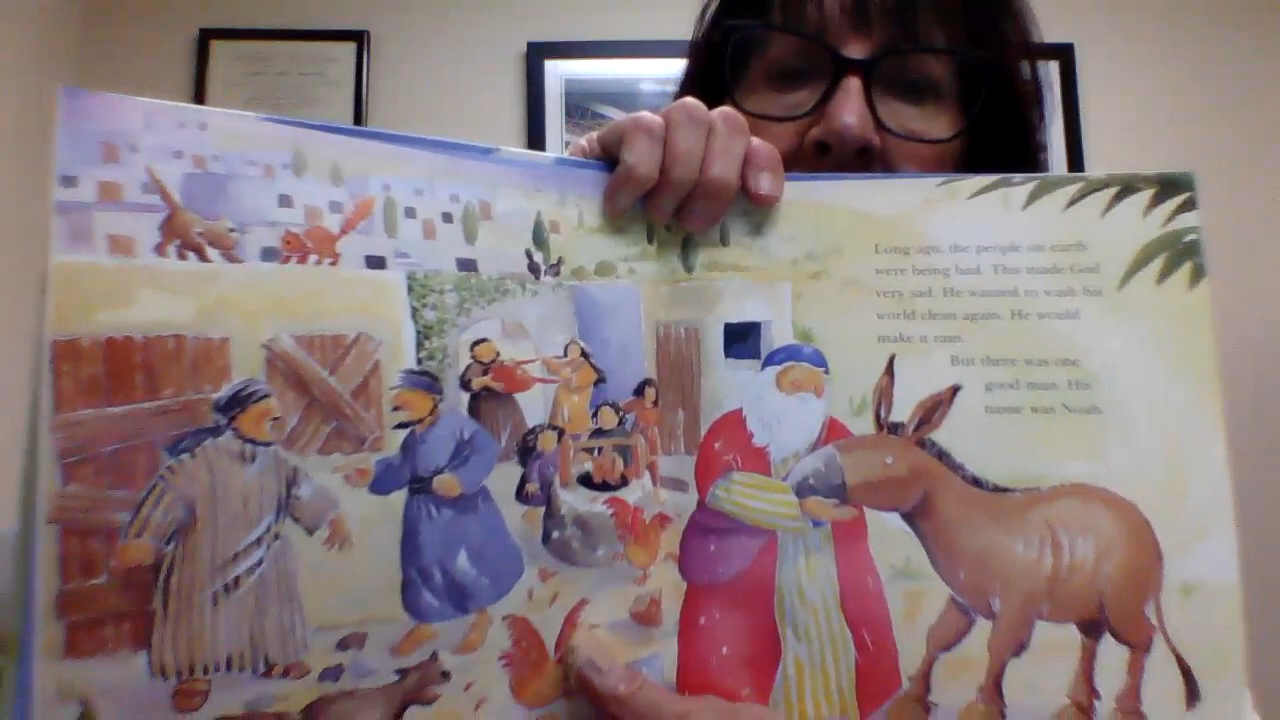 Long ago, the people on earth
were being bad. This made God
very sad. He wanted to wash his
world clean again. He would
make it rain.
But there was one
good man. His
name was Noah.